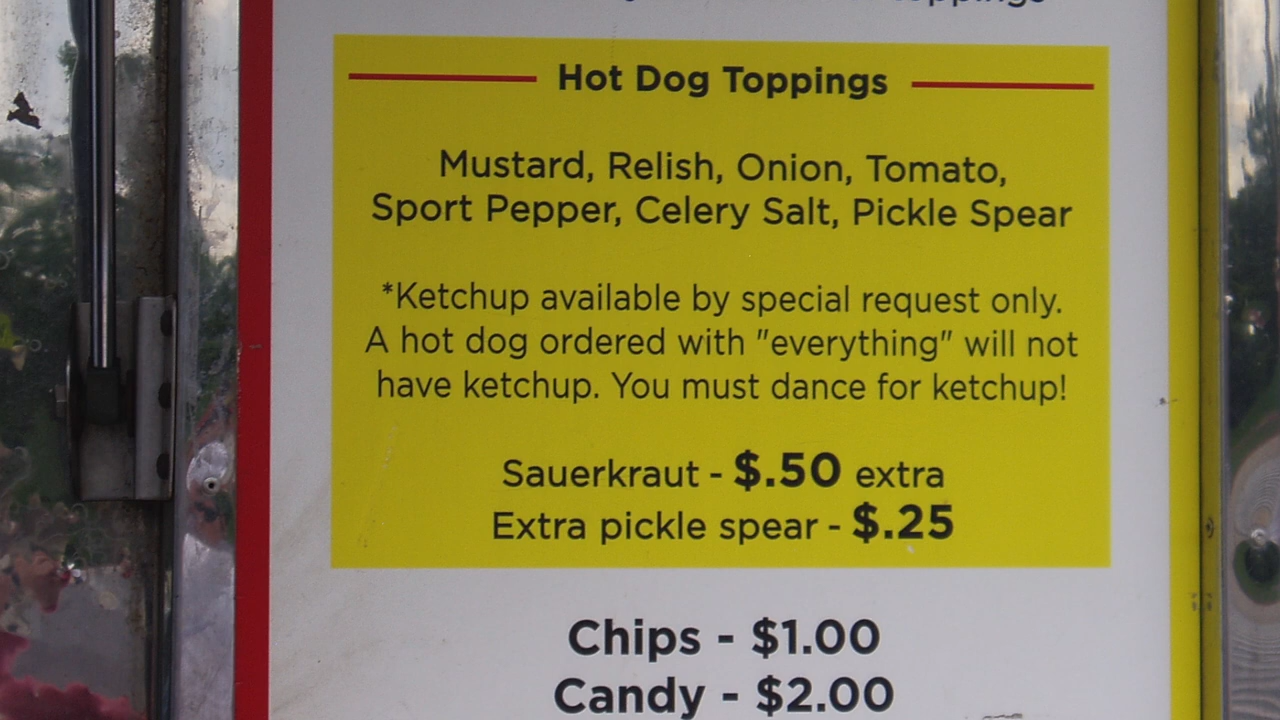 toppings
Hot Dog Toppings
Mustard, Relish, Onion, Tomato,
Sport Pepper, Celery Salt, Pickle Spear
*Ketchup available by special request only.
A hot dog ordered with "everything" will not
have ketchup. You must dance for ketchup!
Sauerkraut - $.50 extra
Extra pickle spear - $.25
Chips - $1.00
Candy - $2.00